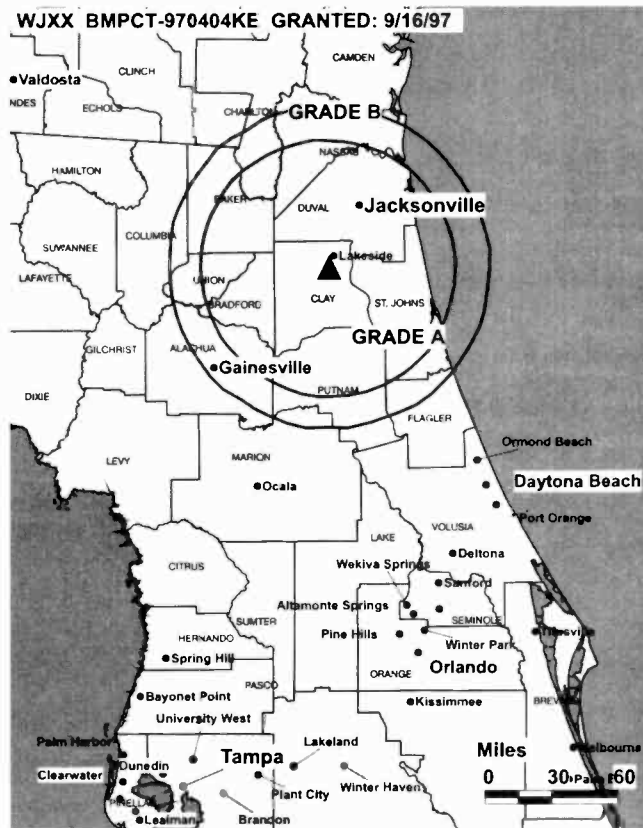 WJXX BMPCT-970404KE GRANTED: 9/16/97
CAMDEN
CLINCH
Valdosta
ECHOLS
CHARLTON
GRADE B
NASSAU
HAMILTON
BAKER
DUVAL
Jacksonville
COLUMBIA
SUWANNEE
Lakeside
LAFAYETTE
UNION
CLAY
ST. JOHNS
BRADFORD
GRADE A
GILCHRIST
ALACHUA
Gainesville
PUTNAM
DIXIE
FLAGLER
Ormond Beach
LEVY
MARION
Daytona Beach
Ocala
Port Orange
LAKE
VOLUSIA
Deltona
Wekiva Springs
CITRUS
Sanford
Altamonte Springs
SUMTER
SEMINOLE
HERNANDO
Pine Hills
Winter Park
Titusville
Spring Hill
ORANGE
Orlando
PASCO
Bayonet Point
Kissimmee
University West
Palm Harbor
Tampa
Lakeland
Miles
Melbourne
Dunedin
Clearwater
0 30 60
Plant City
Winter Haven
PINELLAS
Brandon
Lealman